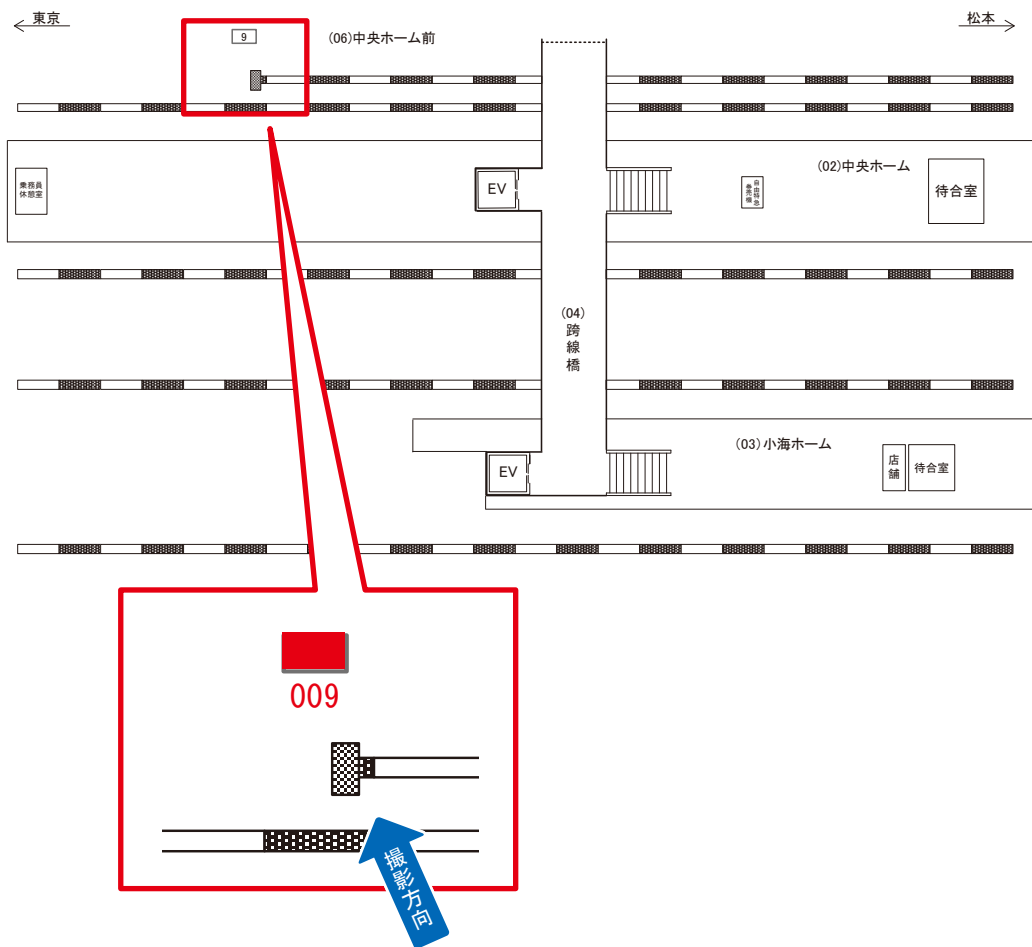 東京
松本
9
(06)中央ホーム前
(02)中央ホーム
乗務員
休憩室
EV
自由特急
券売機
待合室
(04)
跨線橋
(03)小海ホーム
EV
店舗
待合室
009
撮影方向